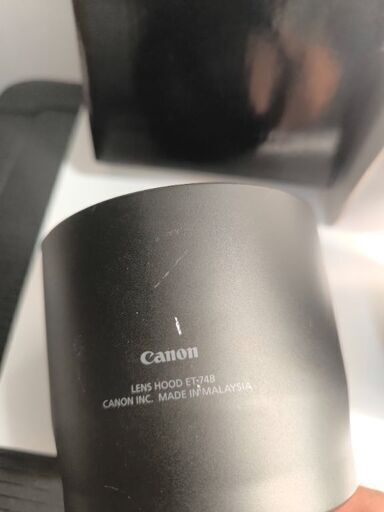 Canon
LENS HOOD ET-74B
CANON INC. MADE IN MALAYSIA